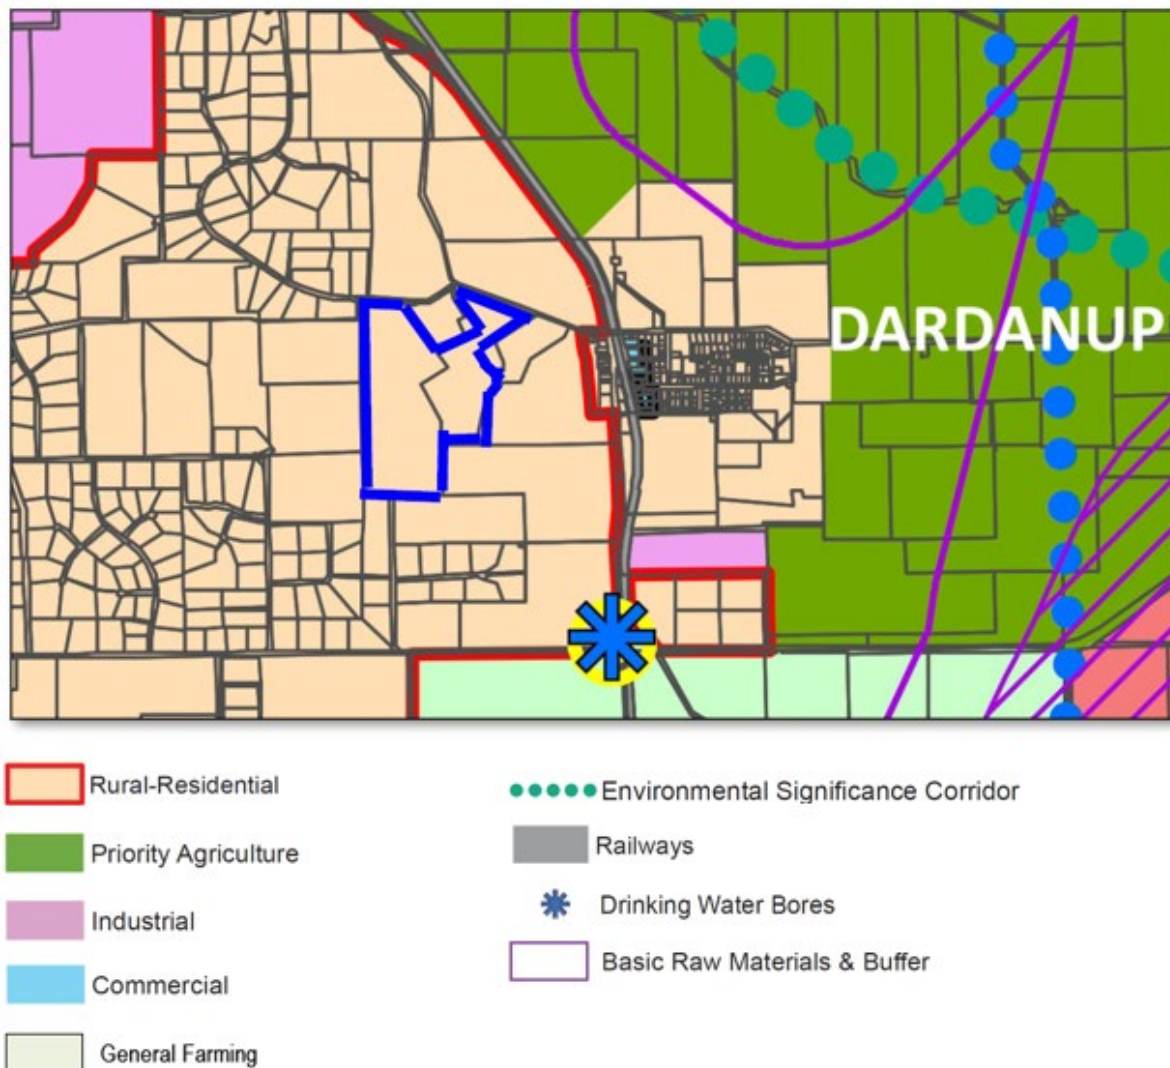 DARDANUP
Rural-Residential
Priority Agriculture
Industrial
Commercial
General Farming
Environmental Significance Corridor
Railways
Drinking Water Bores
Basic Raw Materials & Buffer